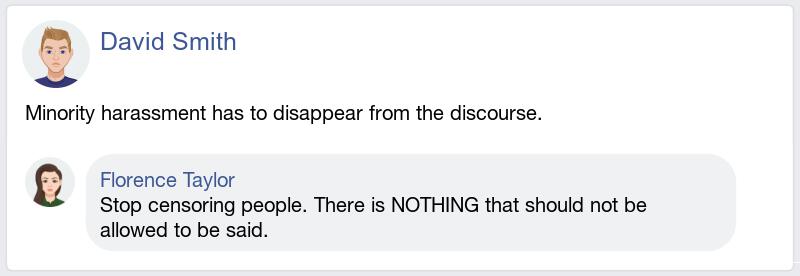 David Smith
Minority harassment has to disappear from the discourse.
Florence Taylor
Stop censoring people. There is NOTHING that should not be
allowed to be said.